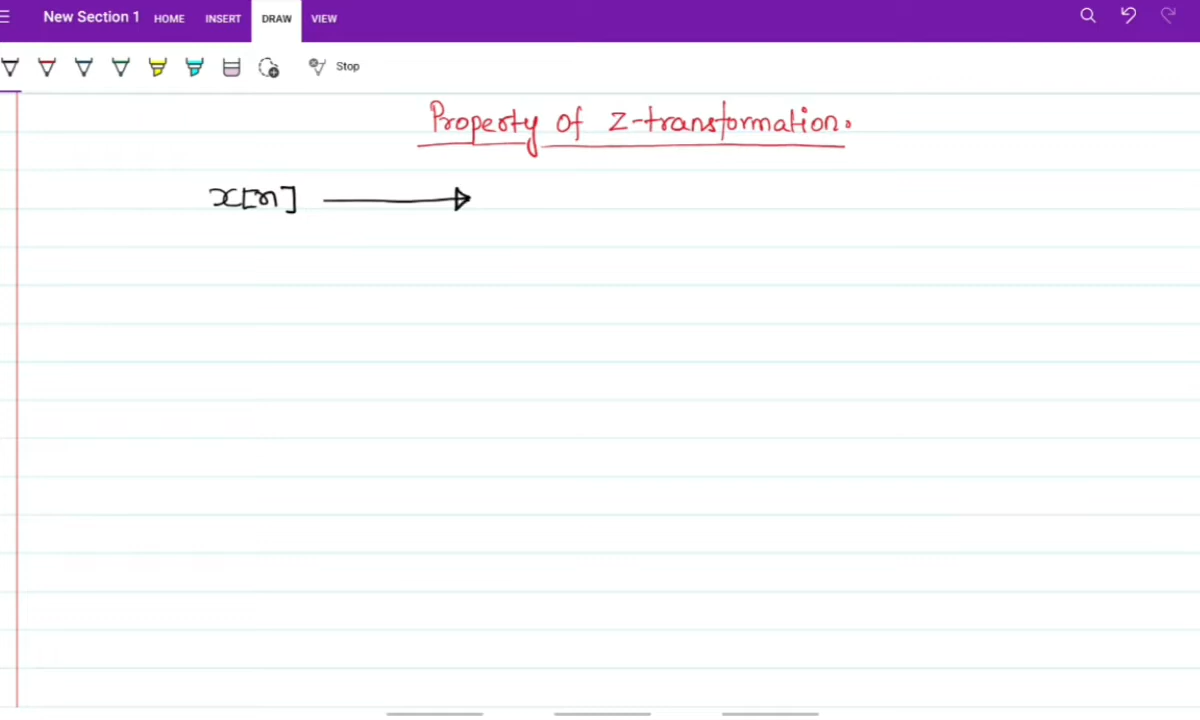 New Section 1 HOME INSERT DRAW VIEW
Stop
Property of Z-transformation.
x[n]